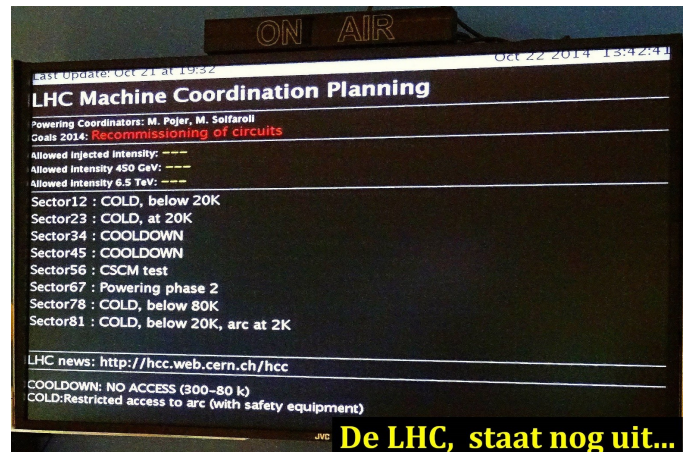 ON AIR
Last Update: Oct 21 at 19:32 Oct 22 2014 13:42:41
LHC Machine Coordination Planning
Powering Coordinators: M. Pojer, M. Solfaroli
Goals 2014: Recommissioning of circuits
Allowed injected intensity: ---
Allowed intensity 450 GeV: ---
Allowed intensity 6.5 TeV: ---
Sector12 : COLD, below 20K
Sector23 : COLD, at 20K
Sector34 : COOLDOWN
Sector45 : COOLDOWN
Sector56 : CSCM test
Sector67 : Powering phase 2
Sector78 : COLD, below 80K
Sector81 : COLD, below 20K, arc at 2K
LHC news: http://hcc.web.cern.ch/hcc
COOLDOWN: NO ACCESS (300-80 k)
COLD:Restricted access to arc (with safety equipment)
JVC
De LHC, staat nog uit...